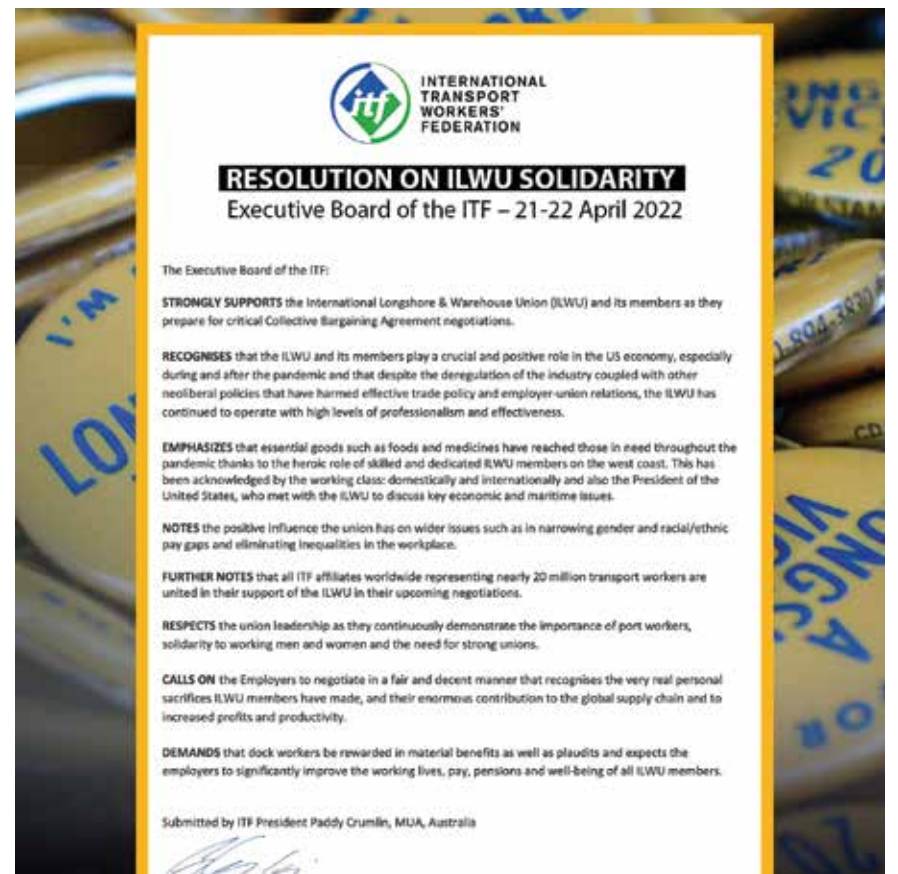 itf
INTERNATIONAL
TRANSPORT
WORKERS'
FEDERATION
RESOLUTION ON ILWU SOLIDARITY
Executive Board of the ITF – 21-22 April 2022
The Executive Board of the ITF:
STRONGLY SUPPORTS the International Longshore & Warehouse Union (ILWU) and its members as they
prepare for critical Collective Bargaining Agreement negotiations.
RECOGNISES that the ILWU and its members play a crucial and positive role in the US economy, especially
during and after the pandemic and that despite the deregulation of the industry coupled with other
neoliberal policies that have harmed effective trade policy and employer-union relations, the ILWU has
continued to operate with high levels of professionalism and effectiveness.
EMPHASIZES that essential goods such as foods and medicines have reached those in need throughout the
pandemic thanks to the heroic role of skilled and dedicated ILWU members on the west coast. This has
been acknowledged by the working class: domestically and internationally and also the President of the
United States, who met with the ILWU to discuss key economic and maritime issues.
NOTES the positive influence the union has on wider issues such as in narrowing gender and racial/ethnic
pay gaps and eliminating inequalities in the workplace.
FURTHER NOTES that all ITF affiliates worldwide representing nearly 20 million transport workers are
united in their support of the ILWU in their upcoming negotiations.
RESPECTS the union leadership as they continuously demonstrate the importance of port workers,
solidarity to working men and women and the need for strong unions.
CALLS ON the Employers to negotiate in a fair and decent manner that recognises the very real personal
sacrifices ILWU members have made, and their enormous contribution to the global supply chain and to
increased profits and productivity.
DEMANDS that dock workers be rewarded in material benefits as well as plaudits and expects the
employers to significantly improve the working lives, pay, pensions and well-being of all ILWU members.
Submitted by ITF President Paddy Crumlin, MUA, Australia
I'M A
LON
VIC
20